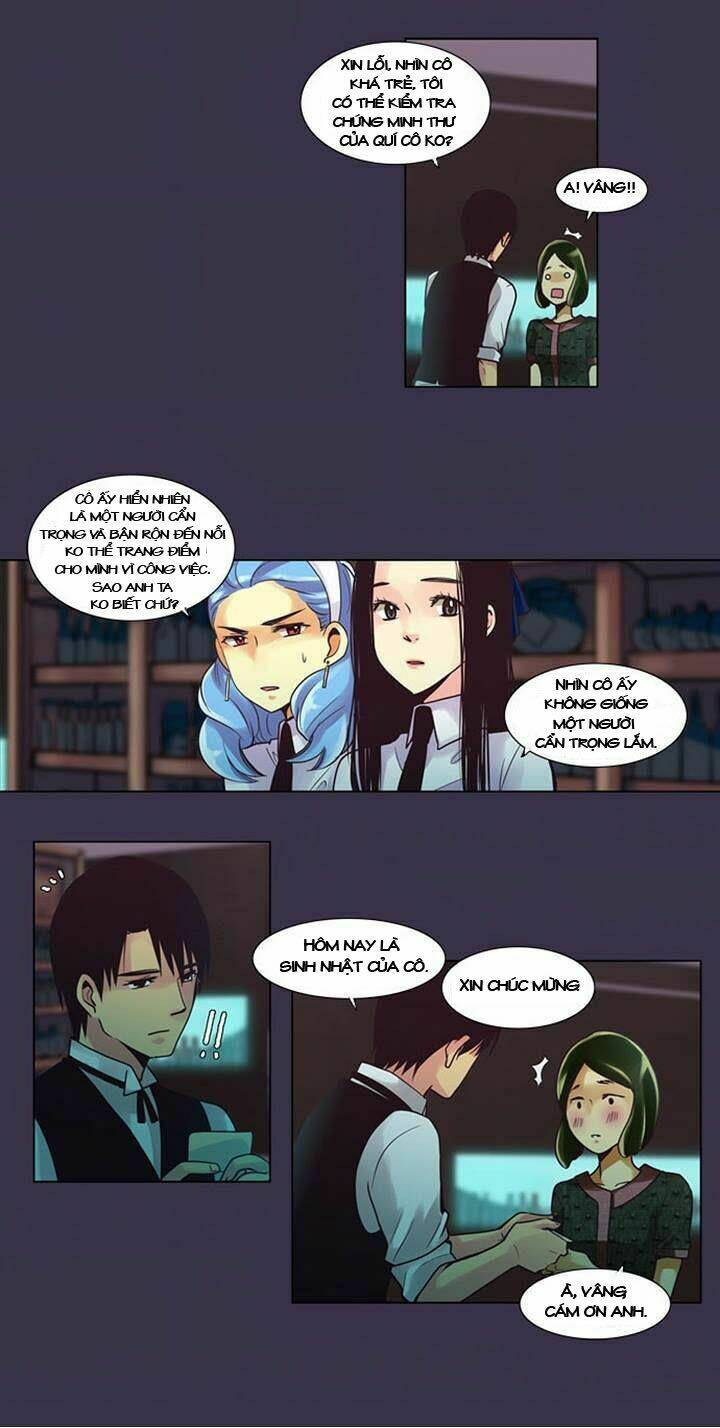 XIN LỖI, NHÌN CÔ
KHÁ TRẺ, TÔI
CÓ THỂ KIỂM TRA
CHỨNG MINH THƯ
CỦA QUÍ CÔ KO?
A! VÂNG!!
CÔ ẤY HIỂN NHIÊN
LÀ MỘT NGƯỜI CẨN
TRỌNG VÀ BẬN RỘN ĐẾN NỖI
KO THỂ TRANG ĐIỂM
CHO MÌNH VÌ CÔNG VIỆC.
SAO ANH TA
KO BIẾT CHỨ?
NHÌN CÔ ẤY
KHÔNG GIỐNG
MỘT NGƯỜI
CẨN TRỌNG LẮM.
!!
HÔM NAY LÀ
SINH NHẬT CỦA CÔ.
XIN CHÚC MỪNG
À, VÂNG,
CÁM ƠN ANH.